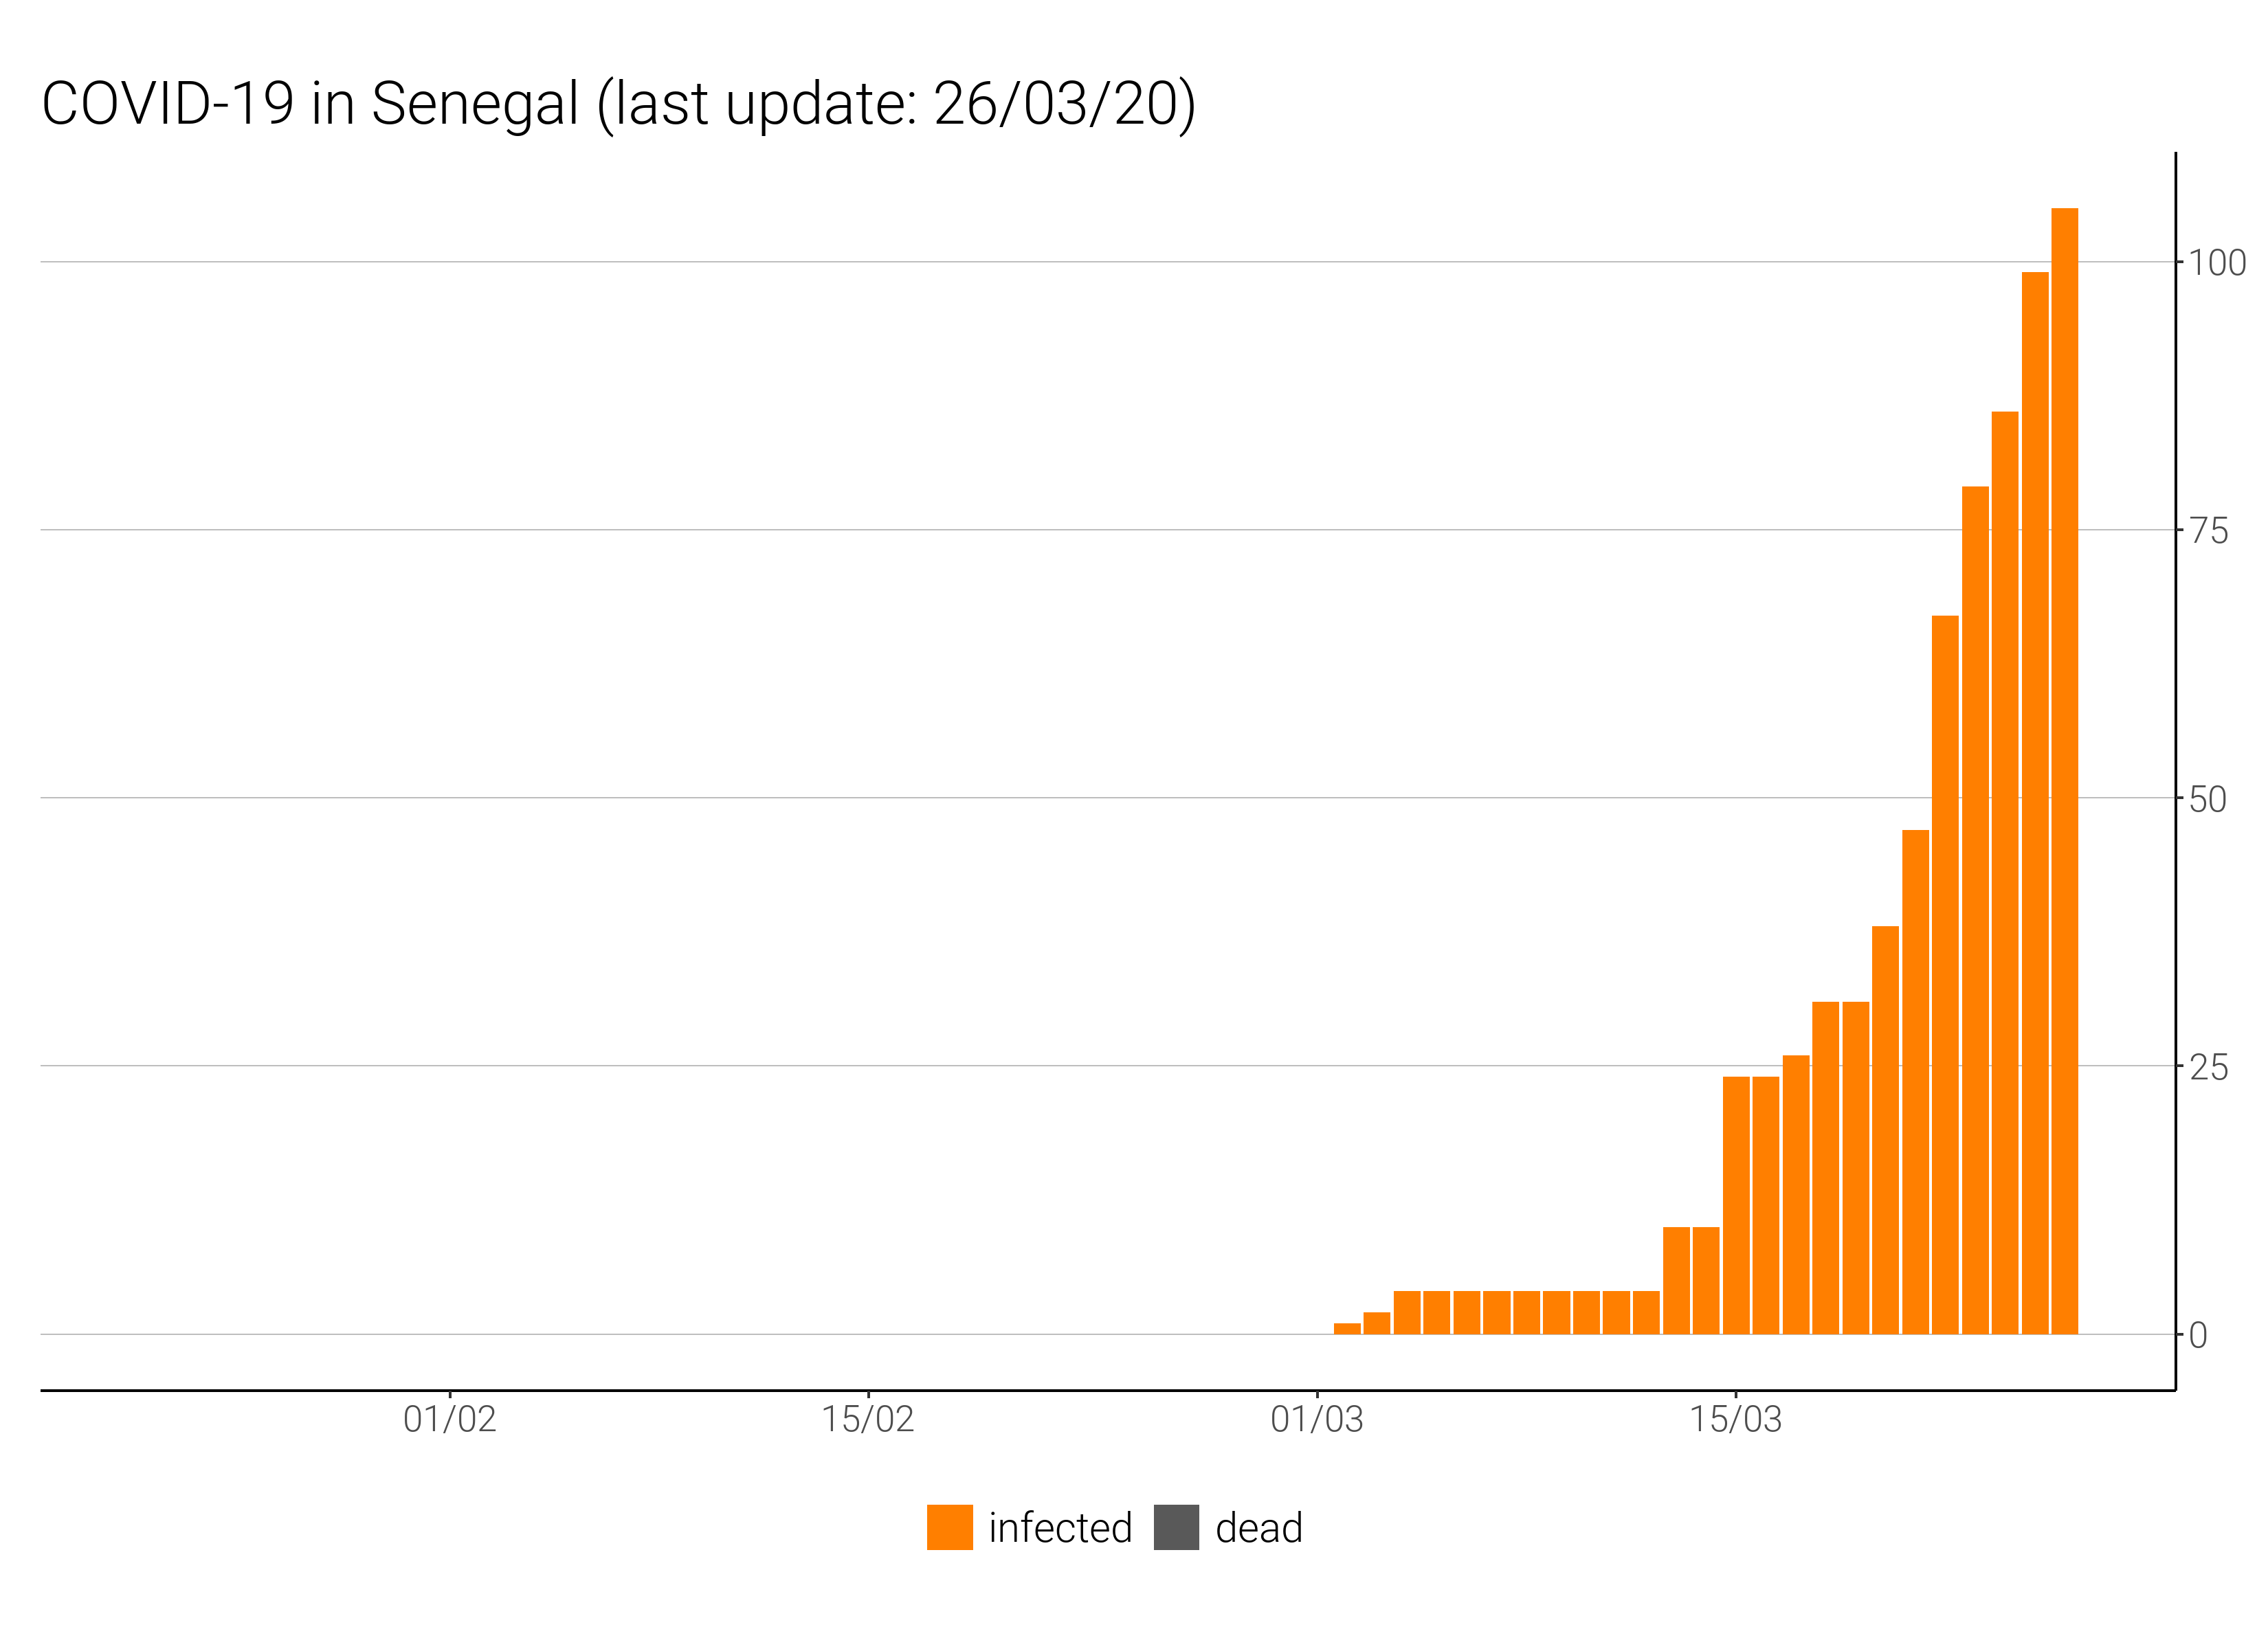 COVID-19 in Senegal (last update: 26/03/20)
100
75
50
25
0
01/02 15/02 01/03 15/03
infected dead